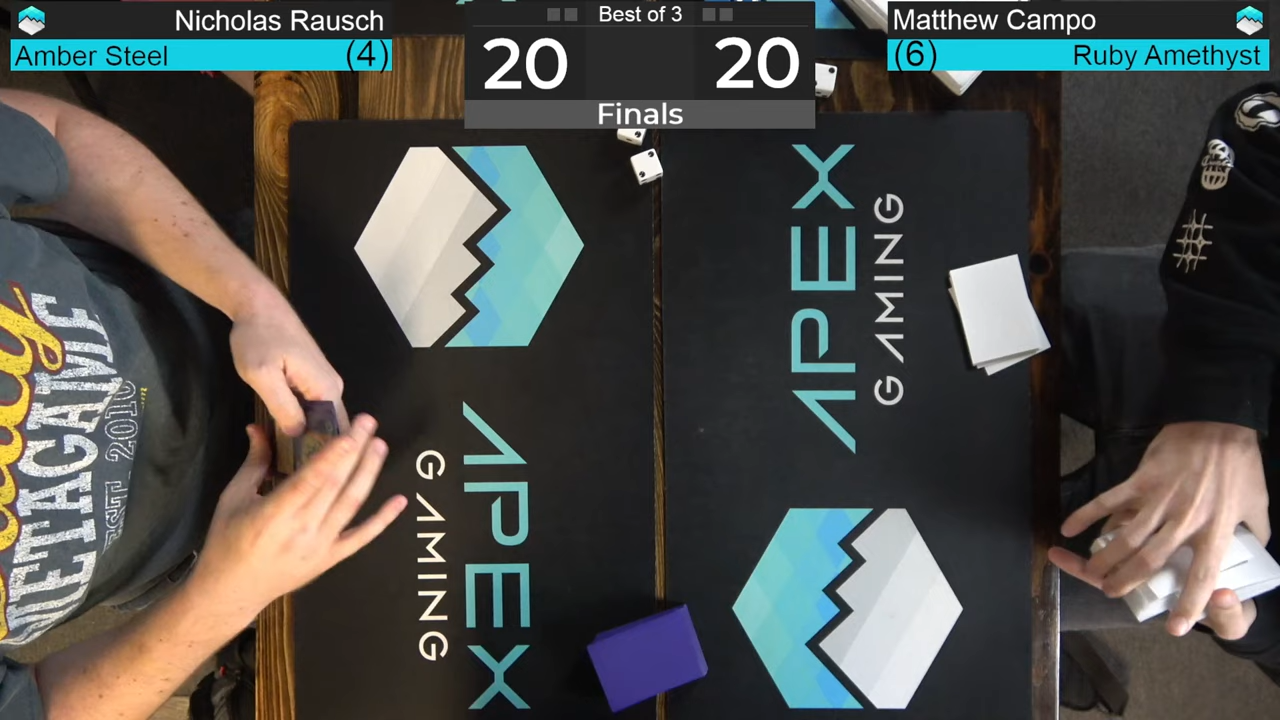 Nicholas Rausch
Amber Steel (4)
Best of 3
20 20
Finals
Matthew Campo
(6) Ruby Amethyst
APEX
GAMING
APEX
GAMING
METAGAME
EST. 2010